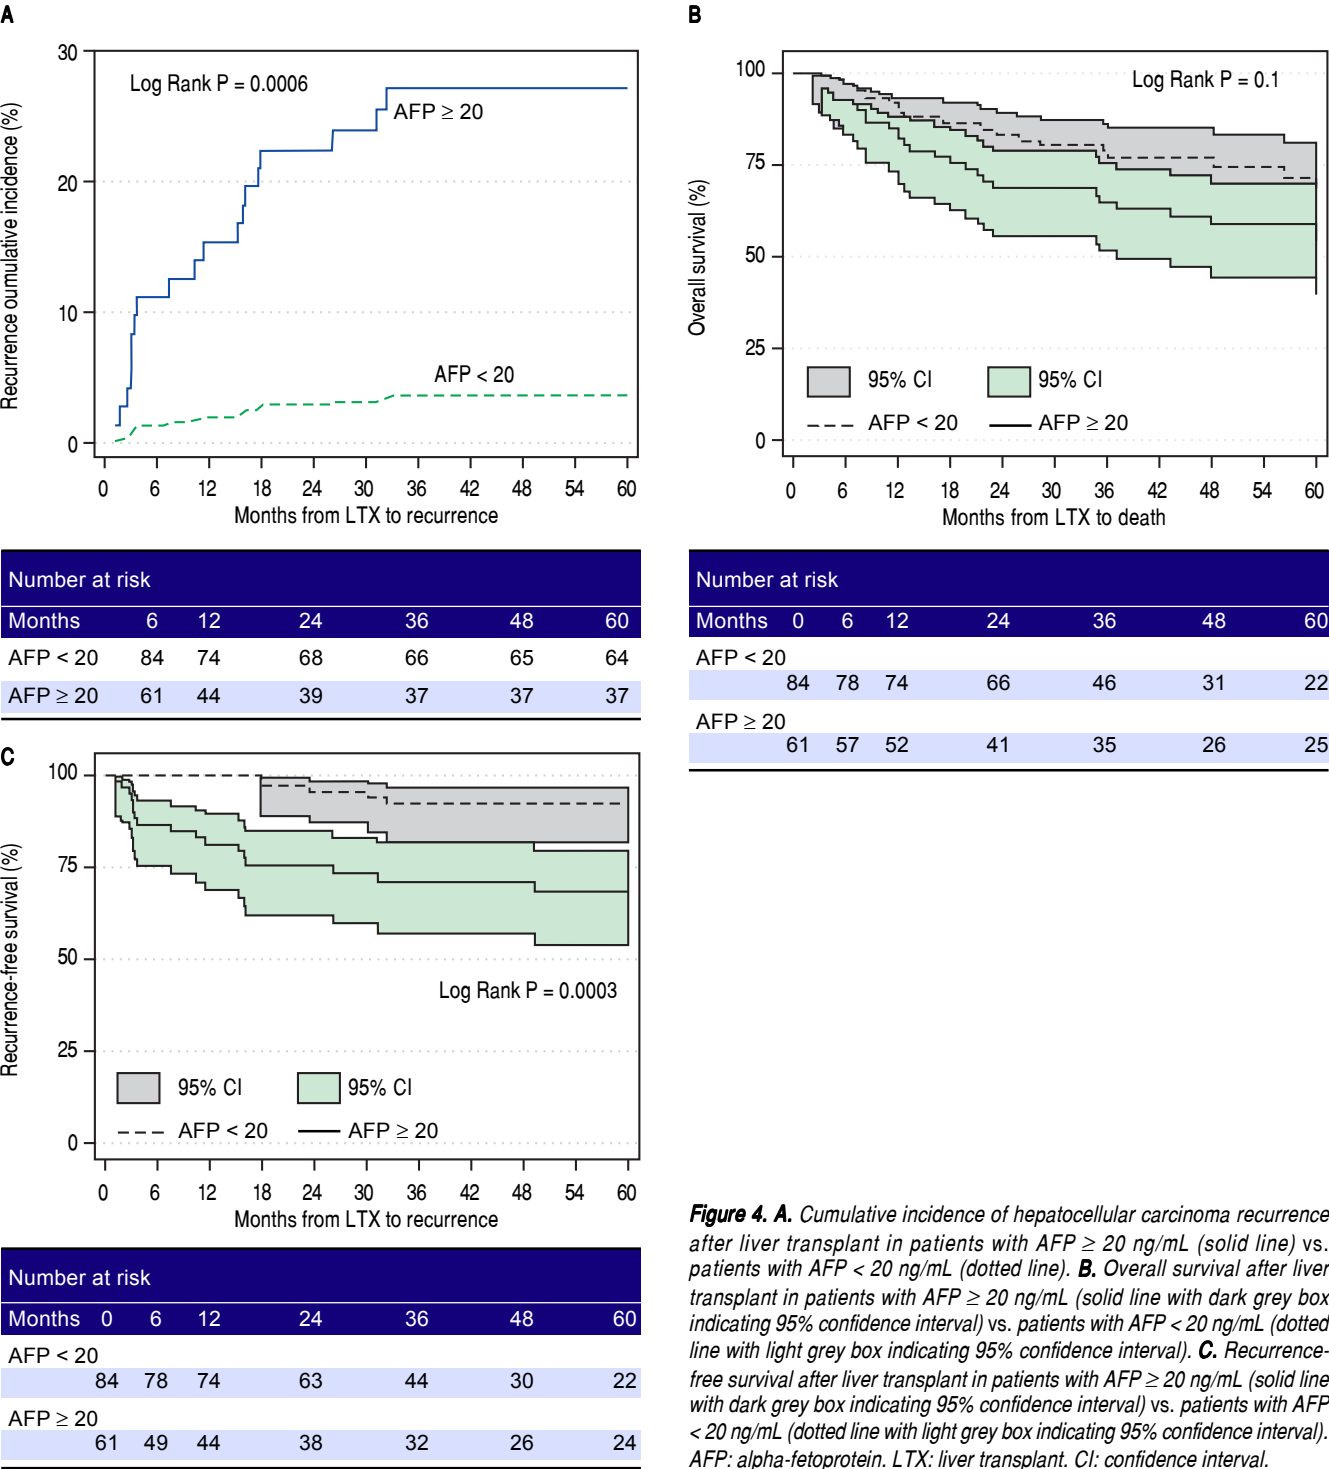 A
30
20
10
0
Recurrence oumulative incidence (%)
Log Rank P = 0.0006
AFP ≥ 20
AFP < 20
0 6 12 18 24 30 36 42 48 54 60
Months from LTX to recurrence
Number at risk
Months 6 12 24 36 48 60
AFP < 20 84 74 68 66 65 64
AFP ≥ 20 61 44 39 37 37 37
B
100
75
50
25
0
Overall survival (%)
Log Rank P = 0.1
95% CI 95% CI
AFP < 20 AFP ≥ 20
0 6 12 18 24 30 36 42 48 54 60
Months from LTX to death
Number at risk
Months 0 6 12 24 36 48 60
AFP < 20
84 78 74 66 46 31 22
AFP ≥ 20
61 57 52 41 35 26 25
C
100
75
50
25
0
Recurrence-free survival (%)
Log Rank P = 0.0003
95% CI 95% CI
AFP < 20 AFP ≥ 20
0 6 12 18 24 30 36 42 48 54 60
Months from LTX to recurrence
Number at risk
Months 0 6 12 24 36 48 60
AFP < 20
84 78 74 63 44 30 22
AFP ≥ 20
61 49 44 38 32 26 24
Figure 4. A. Cumulative incidence of hepatocellular carcinoma recurrence
after liver transplant in patients with AFP ≥ 20 ng/mL (solid line) vs.
patients with AFP < 20 ng/mL (dotted line). B. Overall survival after liver
transplant in patients with AFP ≥ 20 ng/mL (solid line with dark grey box
indicating 95% confidence interval) vs. patients with AFP < 20 ng/mL (dotted
line with light grey box indicating 95% confidence interval). C. Recurrence-
free survival after liver transplant in patients with AFP ≥ 20 ng/mL (solid line
with dark grey box indicating 95% confidence interval) vs. patients with AFP
< 20 ng/mL (dotted line with light grey box indicating 95% confidence interval).
AFP: alpha-fetoprotein. LTX: liver transplant. CI: confidence interval.